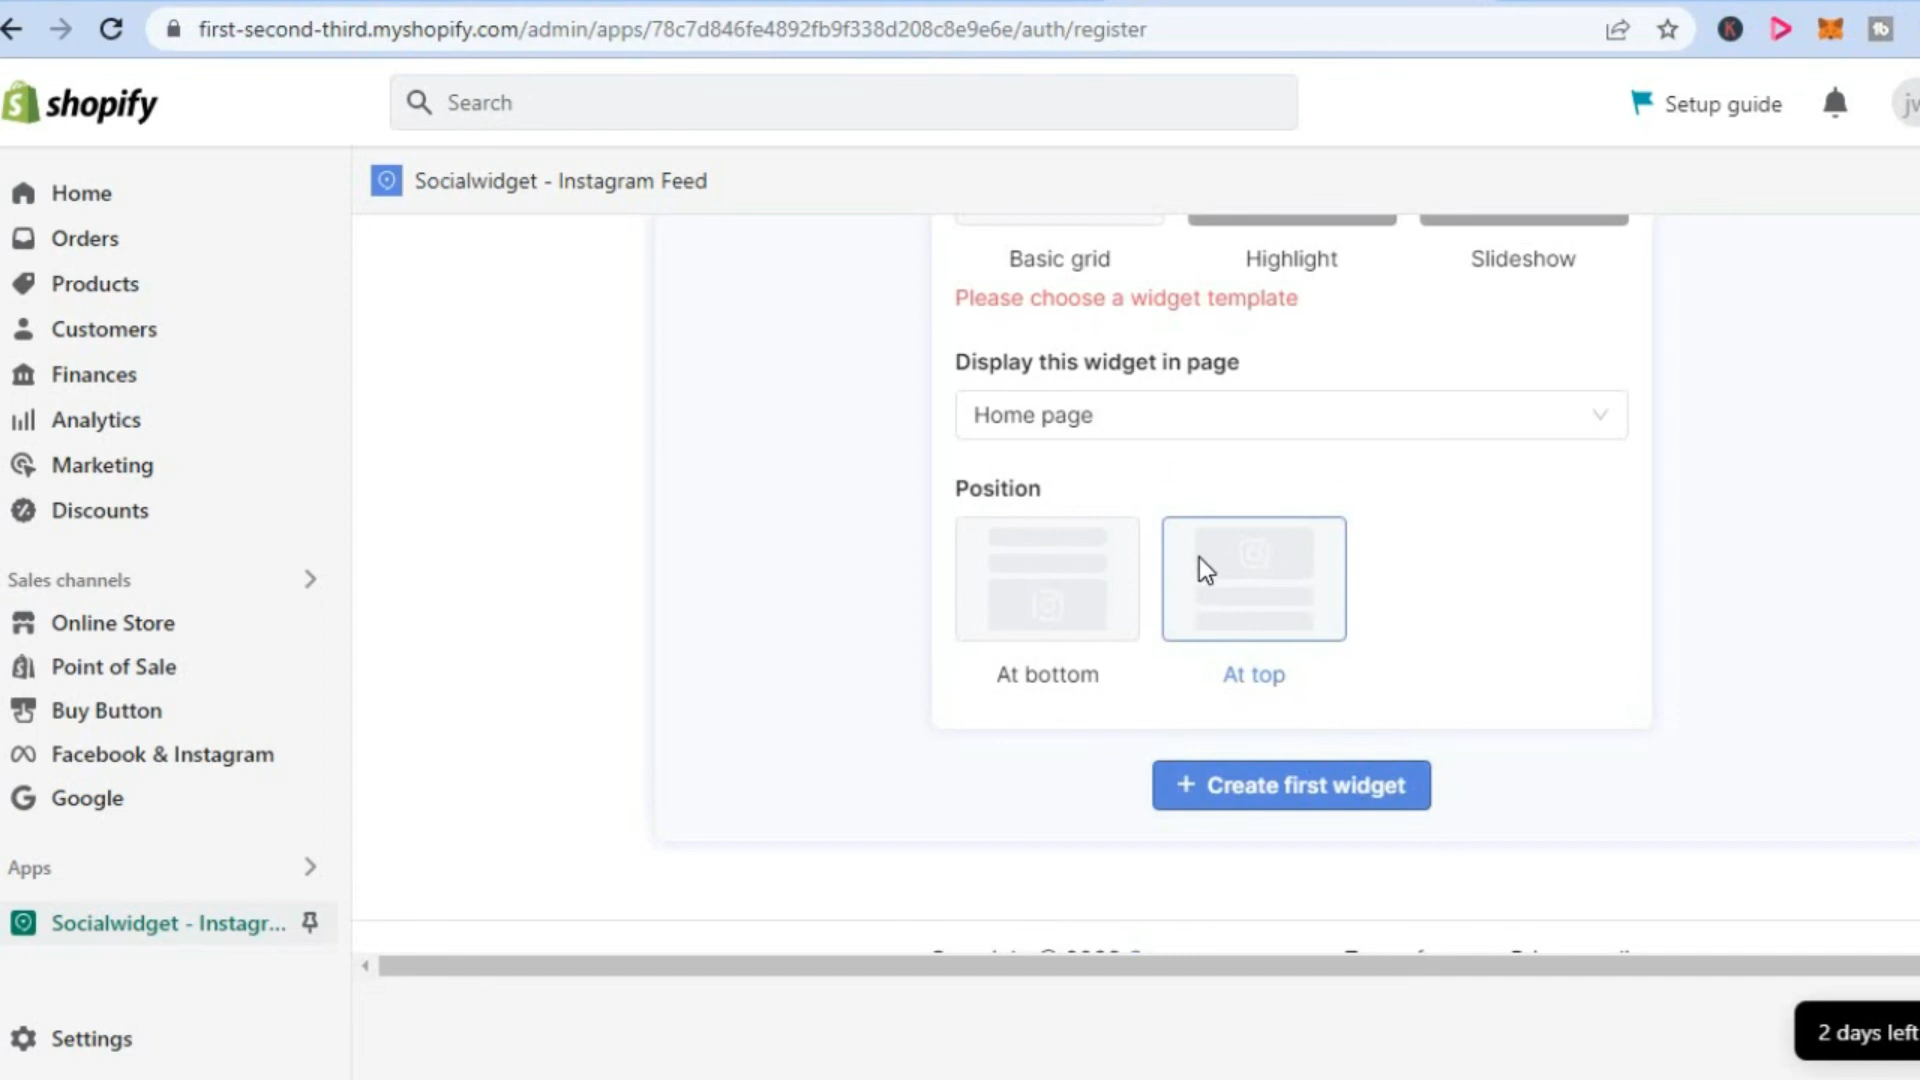 first-second-third.myshopify.com/admin/apps/78c7d846fe4892fb9f338d208c8e9e6e/auth/register
shopify
Search
Setup guide
jw
Socialwidget - Instagram Feed
Home
Orders
Products
Customers
Finances
Analytics
Marketing
Discounts
Sales channels
Online Store
Point of Sale
Buy Button
Facebook & Instagram
Google
Apps
Socialwidget - Instagr...
Settings
Basic grid
Highlight
Slideshow
Please choose a widget template
Display this widget in page
Home page
Position
At bottom
At top
+ Create first widget
2 days left